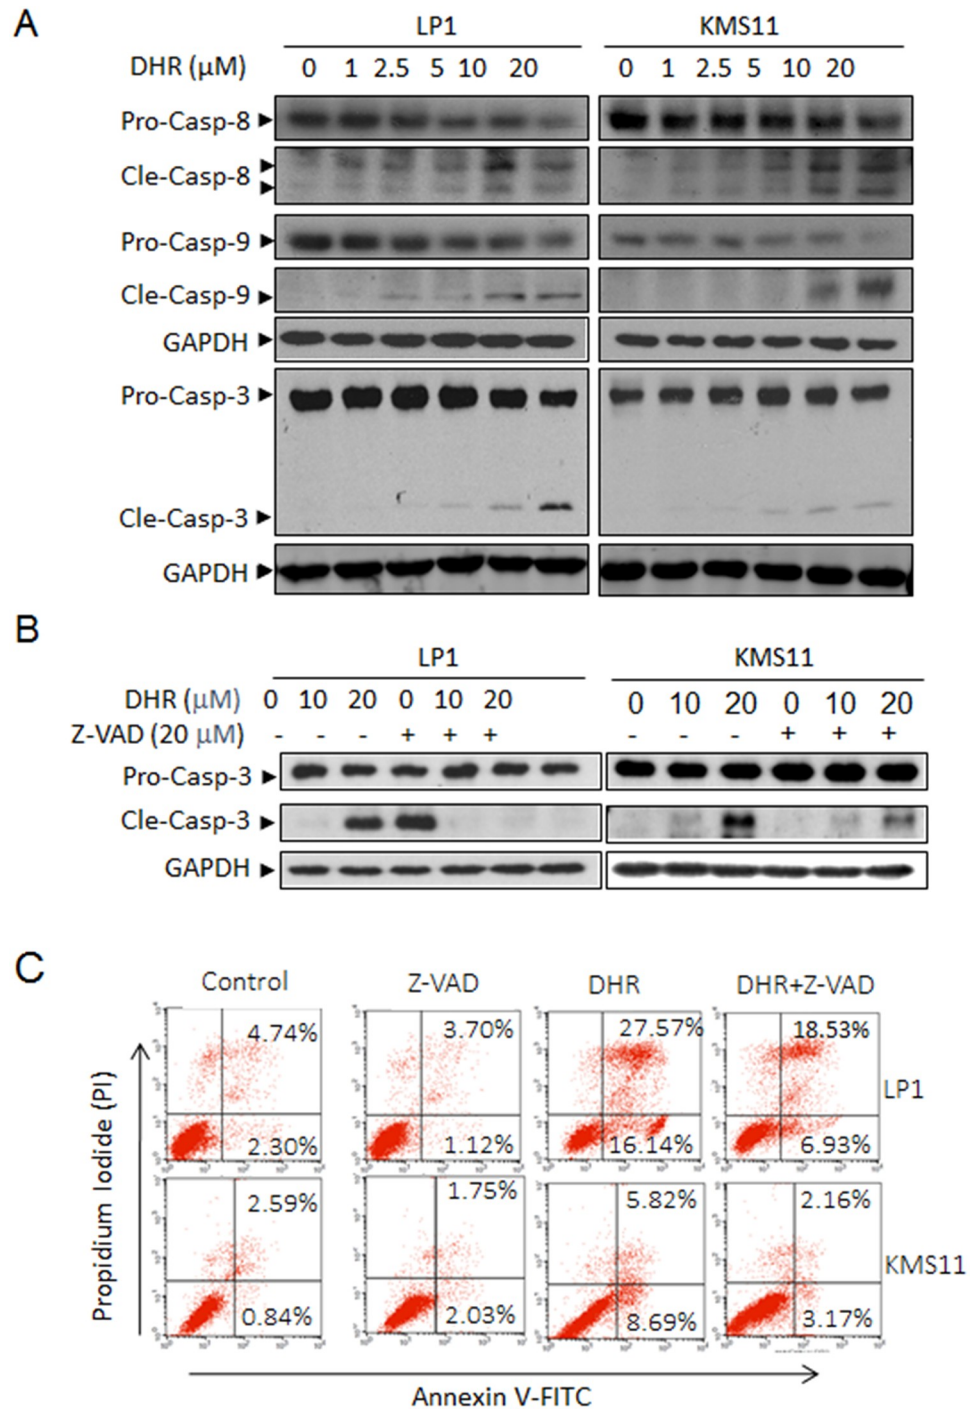 A
LP1 KMS11
DHR (μM) 0 1 2.5 5 10 20 0 1 2.5 5 10 20
Pro-Casp-8
Cle-Casp-8
Pro-Casp-9
Cle-Casp-9
GAPDH
Pro-Casp-3
Cle-Casp-3
GAPDH
B
LP1 KMS11
DHR (μM) 0 10 20 0 10 20 0 10 20 0 10 20
Z-VAD (20 μM) - - - + + + - - - + + +
Pro-Casp-3
Cle-Casp-3
GAPDH
C
Control Z-VAD DHR DHR+Z-VAD
4.74% 3.70% 27.57% 18.53%
LP1
2.30% 1.12% 16.14% 6.93%
2.59% 1.75% 5.82% 2.16%
KMS11
0.84% 2.03% 8.69% 3.17%
Propidium Iodide (PI)
Annexin V-FITC